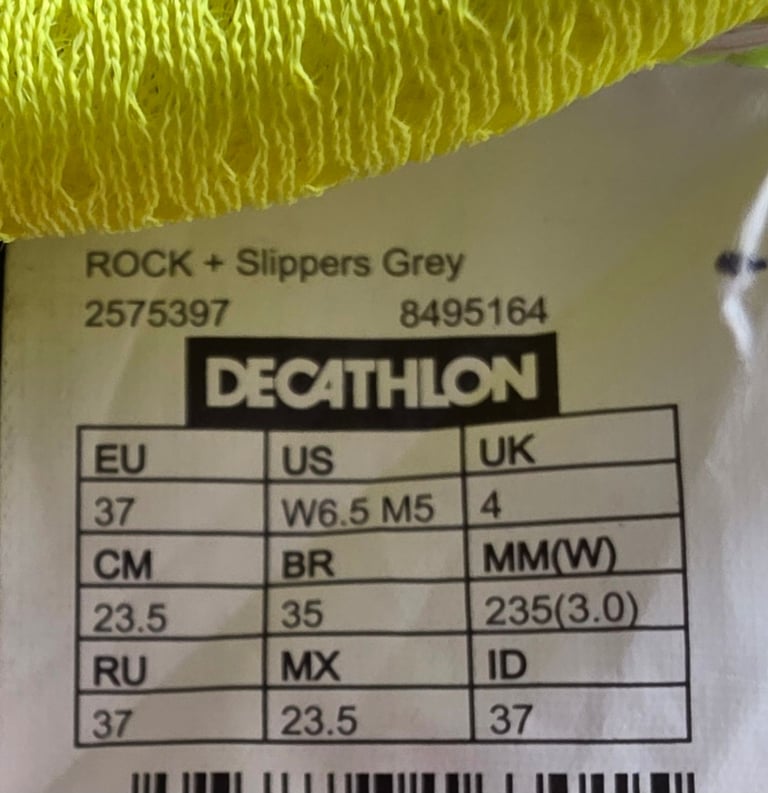 ROCK + Slippers Grey
2575397 8495164
DECATHLON
EU US UK
37 W6.5 M5 4
CM BR MM(W)
23.5 35 235(3.0)
RU MX ID
37 23.5 37